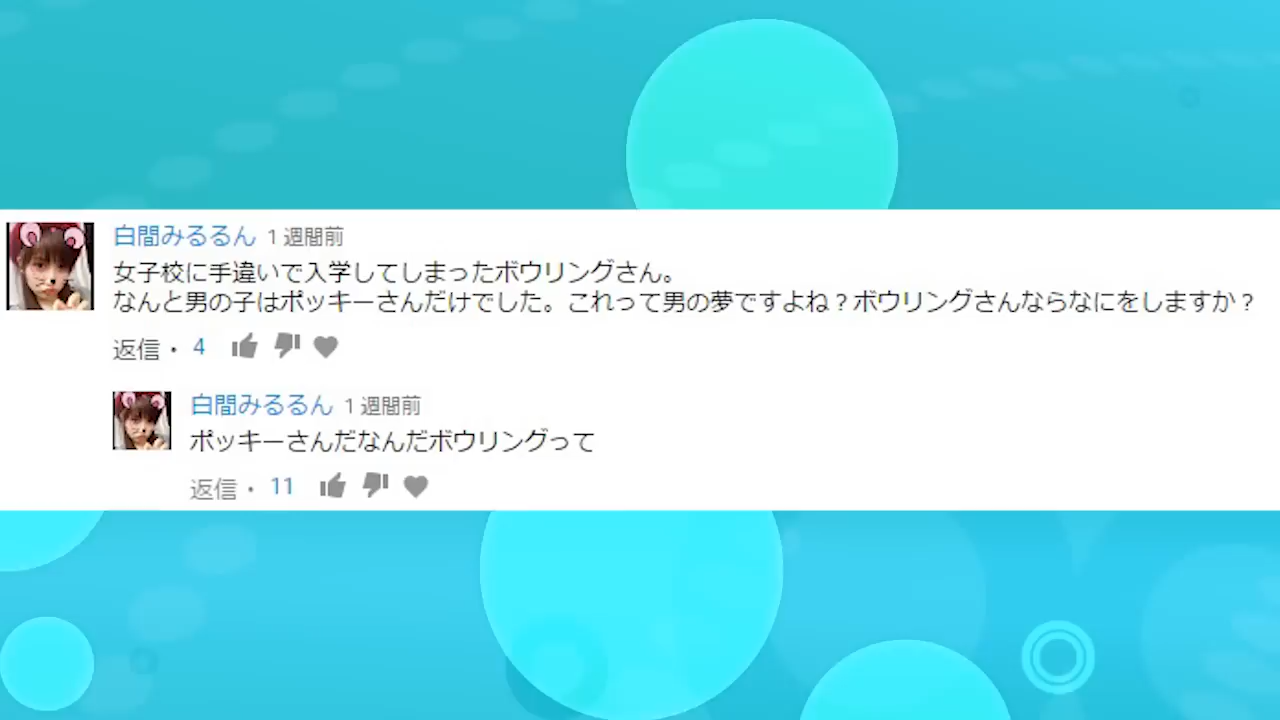 白間みるるん 1 週間前
女子校に手違いで入学してしまったボウリングさん。
なんと男の子はポッキーさんだけでした。これって男の夢ですよね？ボウリングさんならなにをしますか？
返信・ 4
白間みるるん 1 週間前
ポッキーさんだなんだボウリングって
返信・ 11